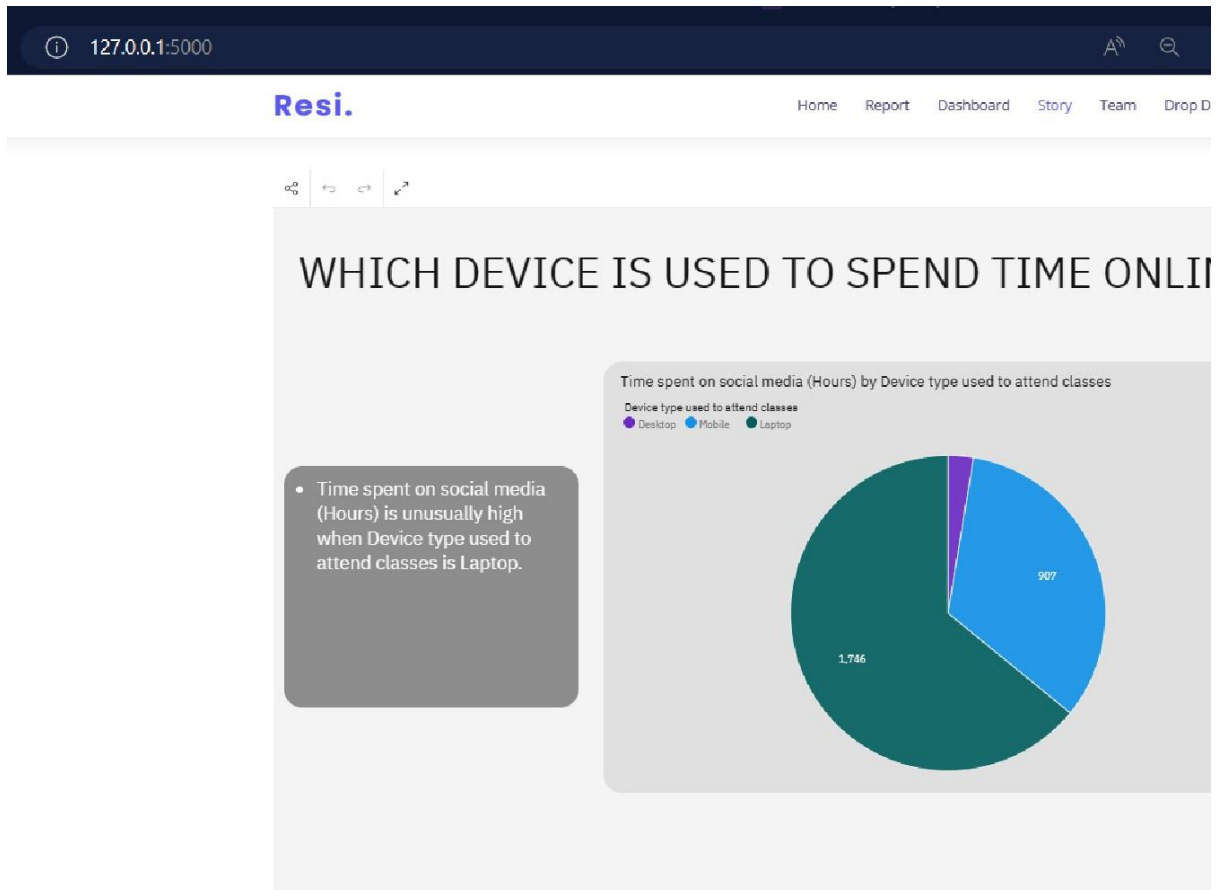 127.0.0.1:5000
Resi.
Home Report Dashboard Story Team Drop D
WHICH DEVICE IS USED TO SPEND TIME ONLIN
Time spent on social media (Hours) by Device type used to attend classes
Device type used to attend classes
Desktop Mobile Laptop
• Time spent on social media
(Hours) is unusually high
when Device type used to
attend classes is Laptop.
907
1,746